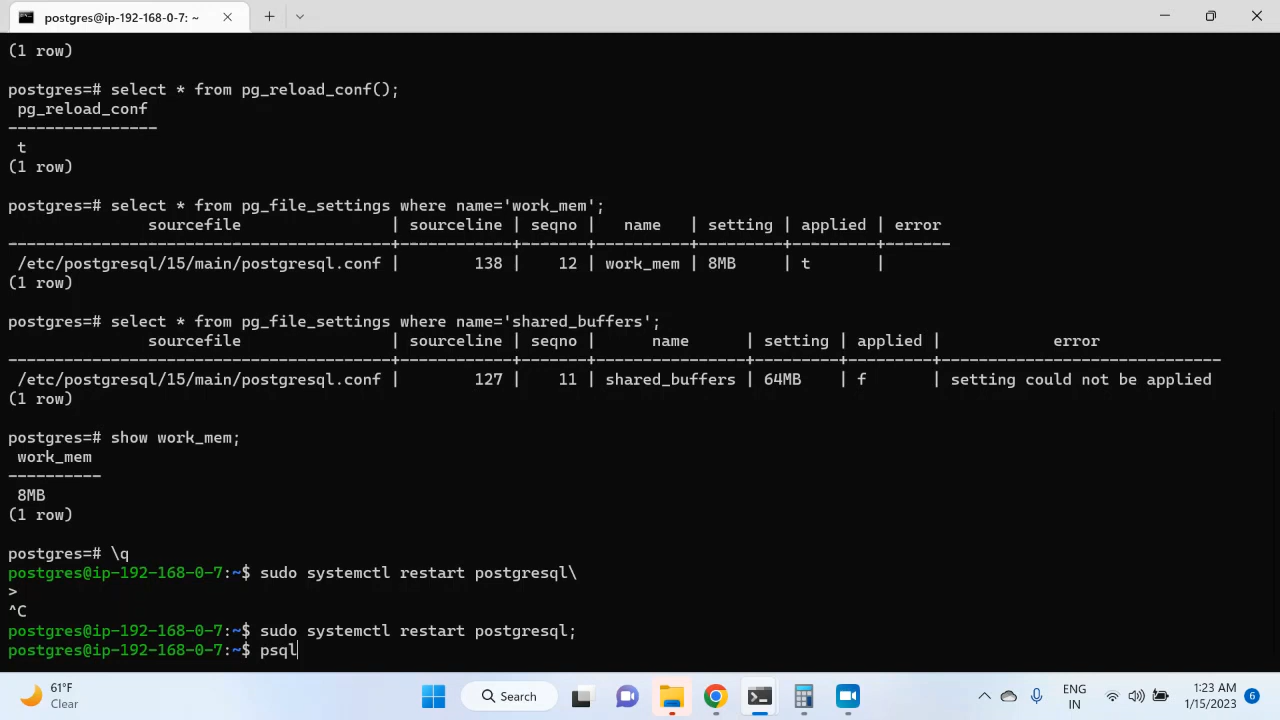 postgres@ip-192-168-0-7: ~
(1 row)
postgres=# select * from pg_reload_conf();
pg_reload_conf
----------------
t
(1 row)
postgres=# select * from pg_file_settings where name='work_mem';
sourcefile | sourceline | seqno | name | setting | applied | error
-----------------------------------------+------------+-------+----------+---------+---------+-------
/etc/postgresql/15/main/postgresql.conf | 138 | 12 | work_mem | 8MB | t |
(1 row)
postgres=# select * from pg_file_settings where name='shared_buffers';
sourcefile | sourceline | seqno | name | setting | applied | error
-----------------------------------------+------------+-------+----------------+---------+---------+------------------------------
/etc/postgresql/15/main/postgresql.conf | 127 | 11 | shared_buffers | 64MB | f | setting could not be applied
(1 row)
postgres=# show work_mem;
work_mem
----------
8MB
(1 row)
postgres=# \q
postgres@ip-192-168-0-7:~$ sudo systemctl restart postgresql\
>
^C
postgres@ip-192-168-0-7:~$ sudo systemctl restart postgresql;
postgres@ip-192-168-0-7:~$ psql
61°F
Clear
Search
ENG
IN
1:23 AM
1/15/2023
6